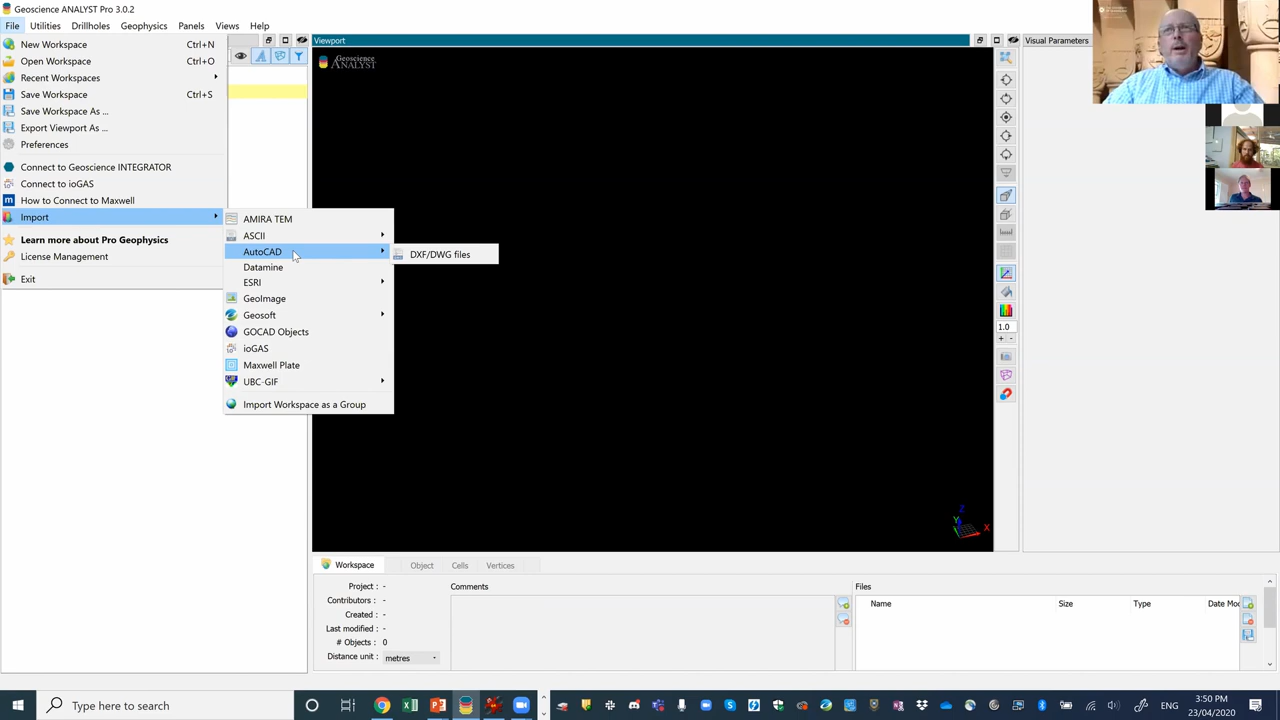 Geoscience ANALYST Pro 3.0.2
File Utilities Drillholes Geophysics Panels Views Help
New Workspace Ctrl+N
Open Workspace Ctrl+O
Recent Workspaces
Save Workspace Ctrl+S
Save Workspace As ...
Export Viewport As ...
Preferences
Connect to Geoscience INTEGRATOR
Connect to ioGAS
How to Connect to Maxwell
Import
Learn more about Pro Geophysics
License Management
Exit
AMIRA TEM
ASCII
AutoCAD
Datamine
ESRI
GeoImage
Geosoft
GOCAD Objects
ioGAS
Maxwell Plate
UBC-GIF
Import Workspace as a Group
DXF/DWG files
Viewport
Geoscience
ANALYST
Visual Parameters
1.0
+ -
Z
Y
X
Workspace Object Cells Vertices
Project : -
Contributors : -
Created : -
Last modified : -
# Objects : 0
Distance unit : metres
Comments
Files
Name Size Type Date Moc
Type here to search
ENG
3:50 PM
23/04/2020